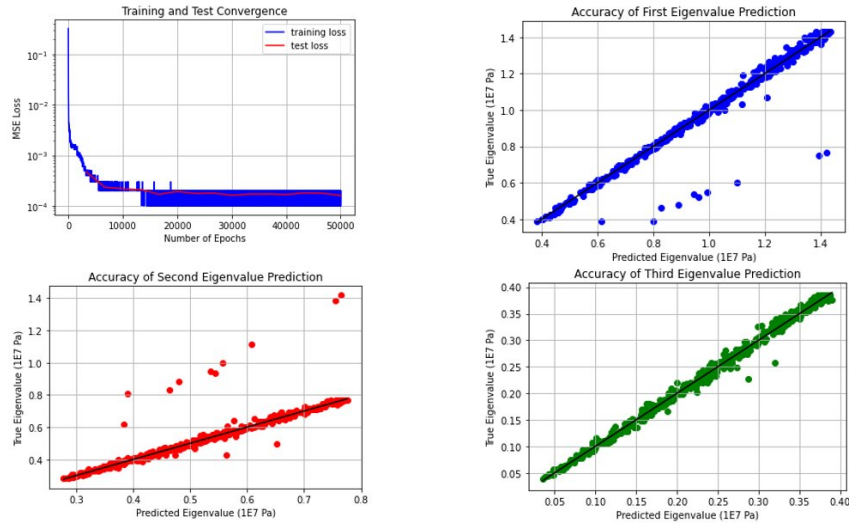 Training and Test Convergence
training loss
test loss
MSE Loss
10⁻¹
10⁻²
10⁻³
10⁻⁴
0 10000 20000 30000 40000 50000
Number of Epochs
Accuracy of First Eigenvalue Prediction
True Eigenvalue (1E7 Pa)
1.4
1.2
1.0
0.8
0.6
0.4
0.4 0.6 0.8 1.0 1.2 1.4
Predicted Eigenvalue (1E7 Pa)
Accuracy of Second Eigenvalue Prediction
True Eigenvalue (1E7 Pa)
1.4
1.2
1.0
0.8
0.6
0.4
0.3 0.4 0.5 0.6 0.7 0.8
Predicted Eigenvalue (1E7 Pa)
Accuracy of Third Eigenvalue Prediction
True Eigenvalue (1E7 Pa)
0.40
0.35
0.30
0.25
0.20
0.15
0.10
0.05
0.05 0.10 0.15 0.20 0.25 0.30 0.35 0.40
Predicted Eigenvalue (1E7 Pa)